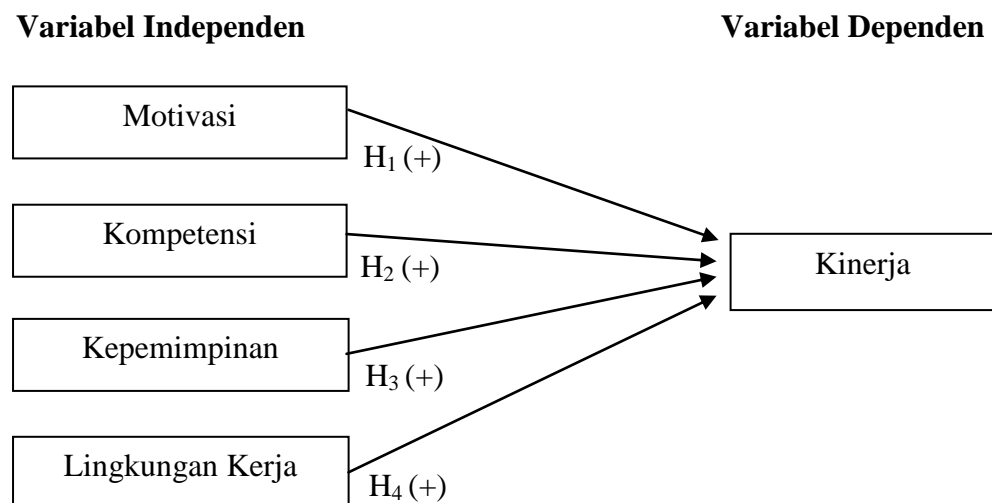 Variabel Independen
Variabel Dependen
Motivasi
H₁ (+)
Kompetensi
H₂ (+)
Kinerja
Kepemimpinan
H₃ (+)
Lingkungan Kerja
H₄ (+)